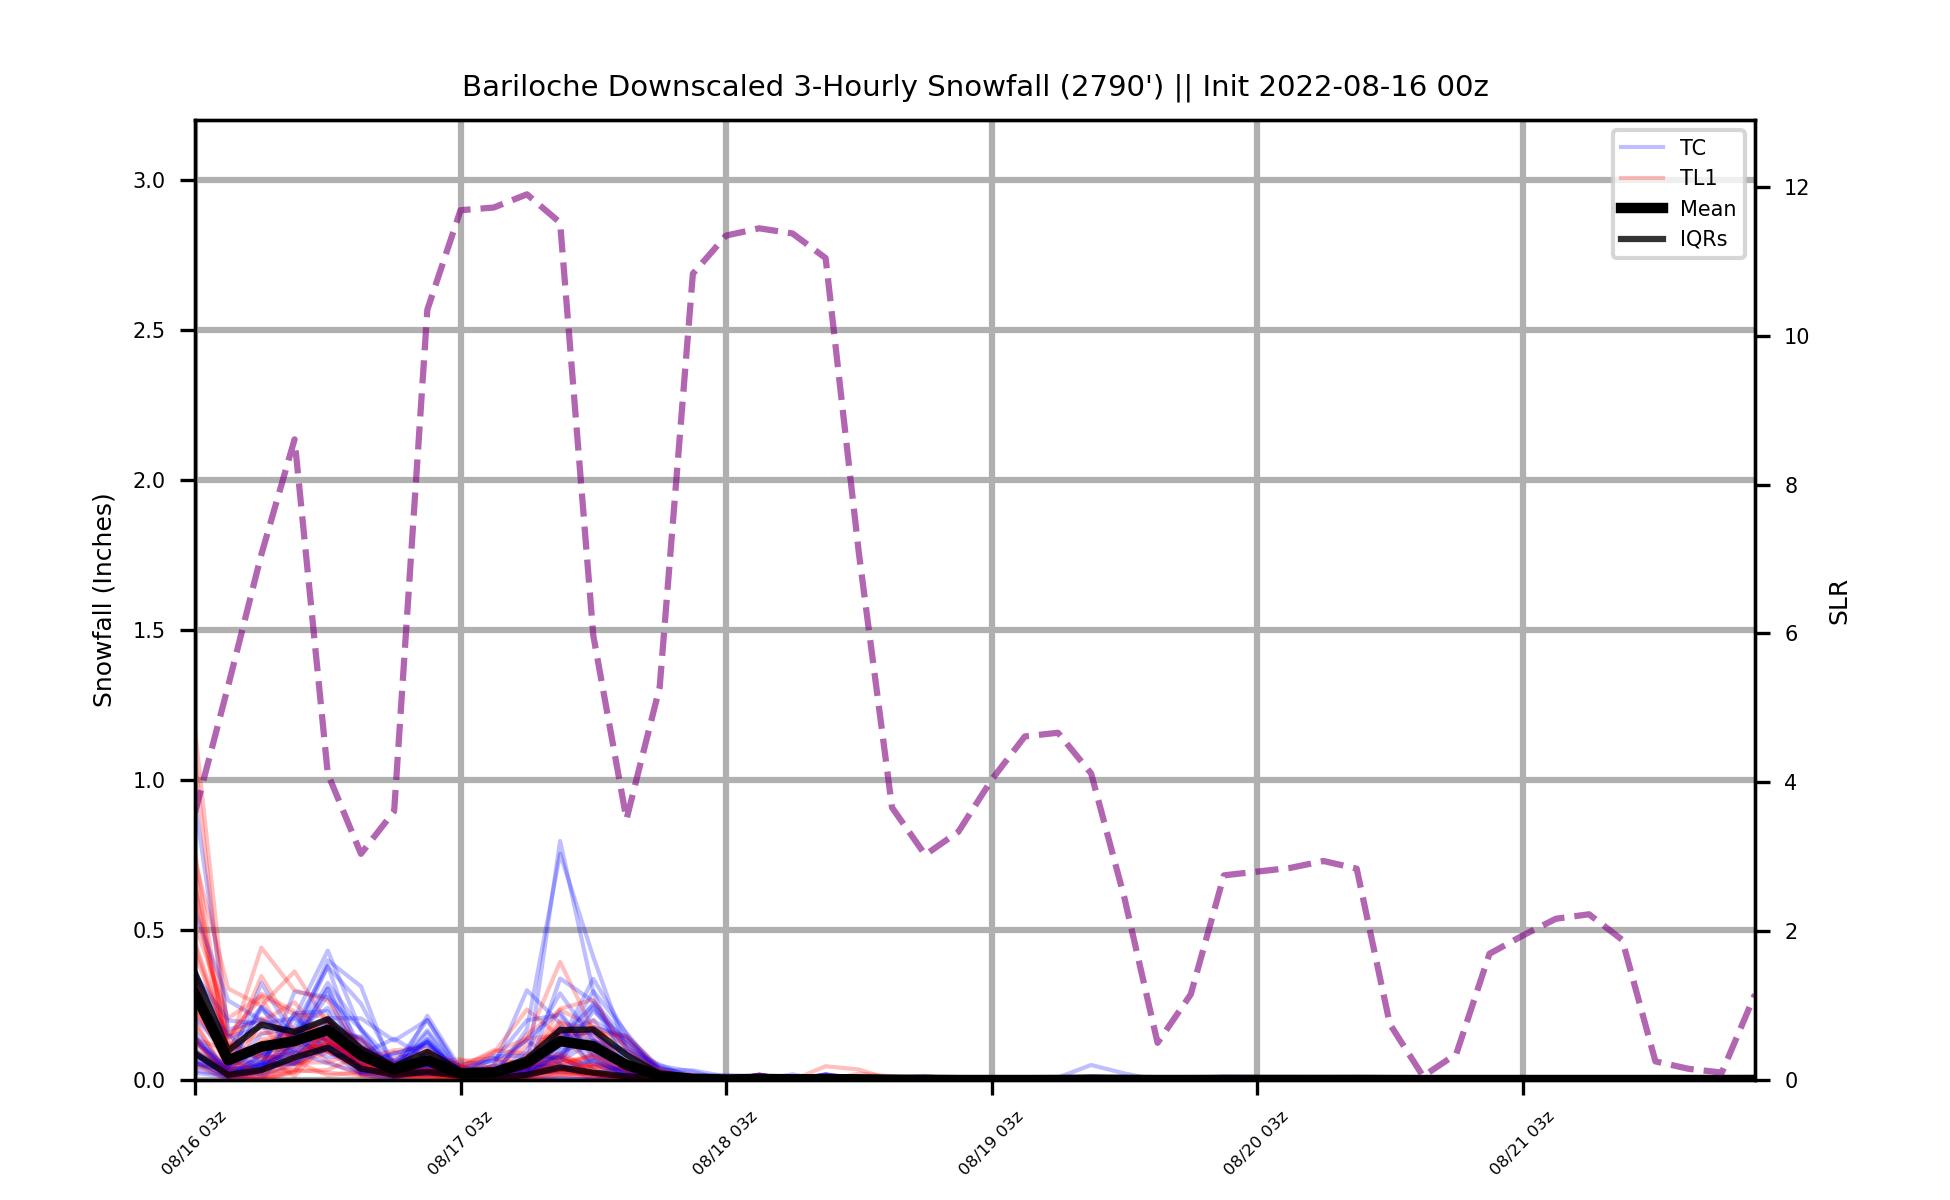 Bariloche Downscaled 3-Hourly Snowfall (2790') || Init 2022-08-16 00z
TC
TL1
Mean
IQRs
Snowfall (Inches)
3.0
2.5
2.0
1.5
1.0
0.5
0.0
12
10
8
6
4
2
0
SLR
08/16 03z
08/17 03z
08/18 03z
08/19 03z
08/20 03z
08/21 03z